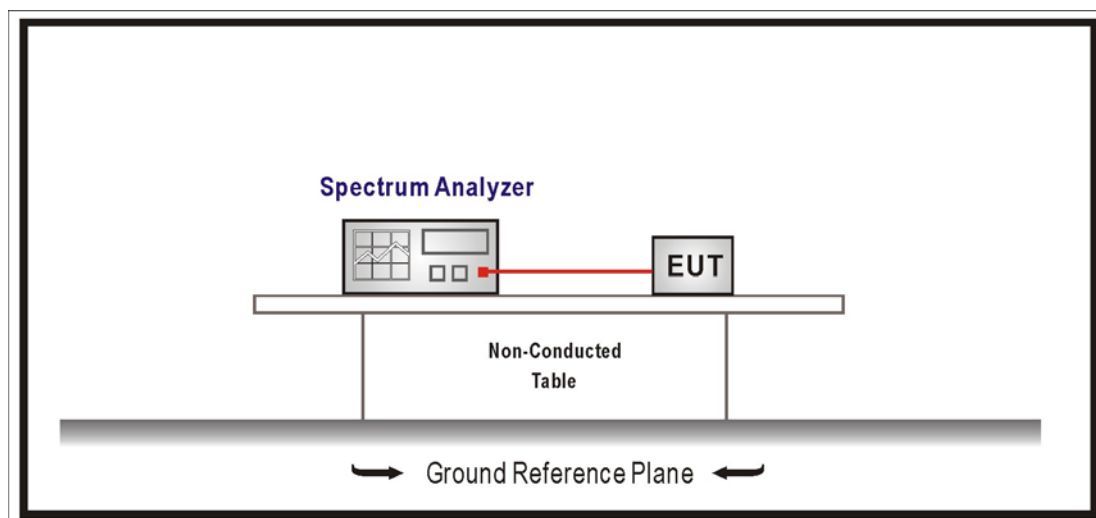 Spectrum Analyzer
EUT
Non-Conducted
Table
Ground Reference Plane